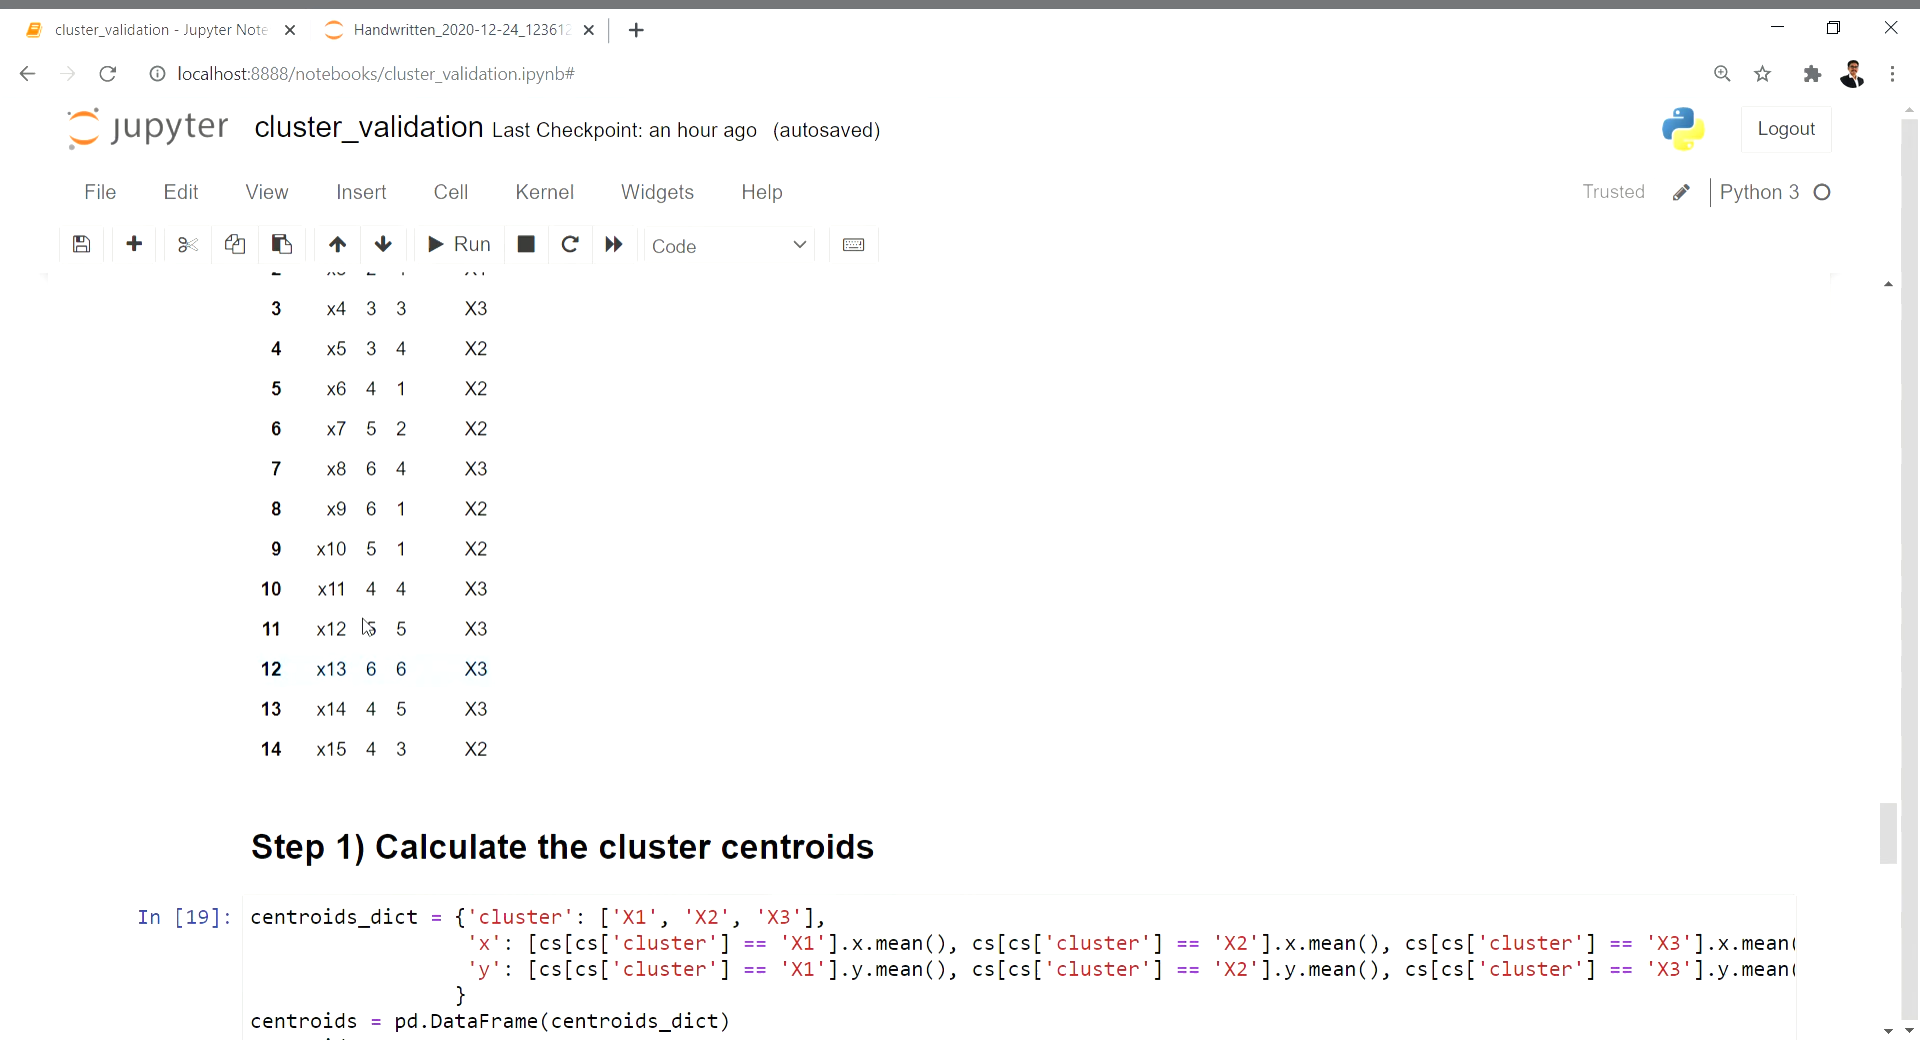 cluster_validation - Jupyter Note
Handwritten_2020-12-24_12361
localhost:8888/notebooks/cluster_validation.ipynb#
jupyter cluster_validation Last Checkpoint: an hour ago (autosaved)
Logout
File Edit View Insert Cell Kernel Widgets Help
Trusted Python 3
Run Code
3 x4 3 3 X3
4 x5 3 4 X2
5 x6 4 1 X2
6 x7 5 2 X2
7 x8 6 4 X3
8 x9 6 1 X2
9 x10 5 1 X2
10 x11 4 4 X3
11 x12 5 X3
12 x13 6 6 X3
13 x14 4 5 X3
14 x15 4 3 X2
Step 1) Calculate the cluster centroids
In [19]: centroids_dict = {'cluster': ['X1', 'X2', 'X3'],
'x': [cs[cs['cluster'] == 'X1'].x.mean(), cs[cs['cluster'] == 'X2'].x.mean(), cs[cs['cluster'] == 'X3'].x.mean(
'y': [cs[cs['cluster'] == 'X1'].y.mean(), cs[cs['cluster'] == 'X2'].y.mean(), cs[cs['cluster'] == 'X3'].y.mean(
}
centroids = pd.DataFrame(centroids_dict)